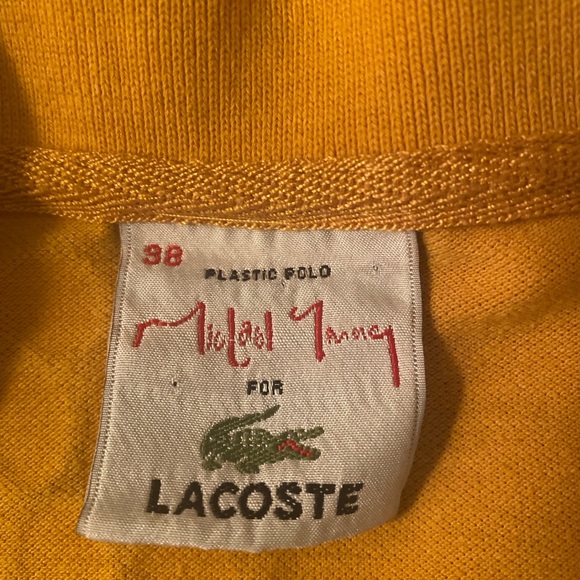 38
PLASTIC POLO
Michael Young
FOR
LACOSTE